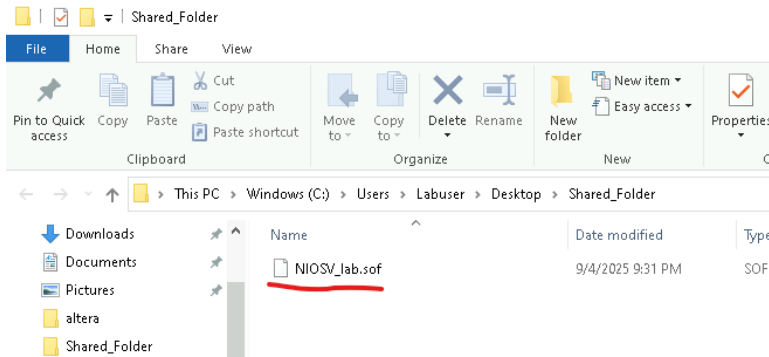 Shared_Folder
File Home Share View
Pin to Quick access
Copy
Paste
Cut
Copy path
Paste shortcut
Clipboard
Move to
Copy to
Delete
Rename
Organize
New folder
New item
Easy access
New
Properties
This PC > Windows (C:) > Users > Labuser > Desktop > Shared_Folder
Downloads
Documents
Pictures
altera
Shared_Folder
Name Date modified Type
NIOSV_lab.sof 9/4/2025 9:31 PM SOF